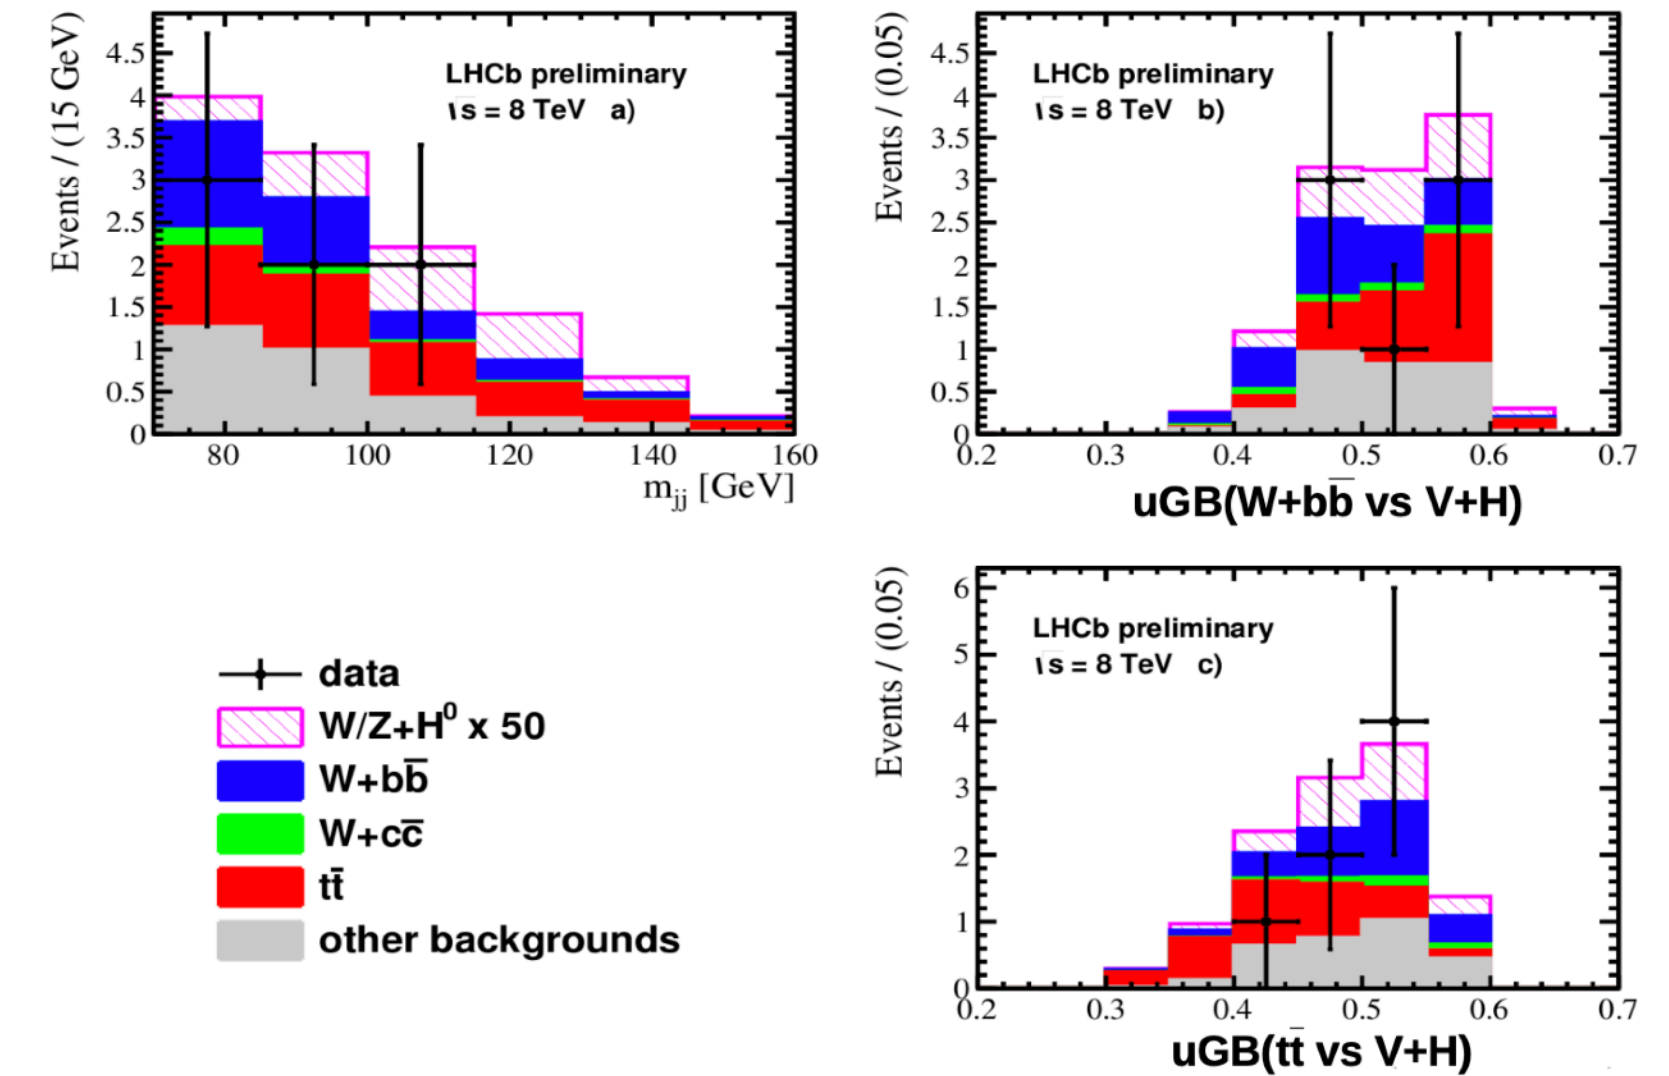 Events / (15 GeV)
4.5
4
3.5
3
2.5
2
1.5
1
0.5
0
LHCb preliminary
√s = 8 TeV a)
80 100 120 140 160
m_jj [GeV]
Events / (0.05)
4.5
4
3.5
3
2.5
2
1.5
1
0.5
0
LHCb preliminary
√s = 8 TeV b)
0.2 0.3 0.4 0.5 0.6 0.7
uGB(W+bb̅ vs V+H)
data
W/Z+H⁰ x 50
W+bb̅
W+cc̅
tt̅
other backgrounds
Events / (0.05)
6
5
4
3
2
1
0
LHCb preliminary
√s = 8 TeV c)
0.2 0.3 0.4 0.5 0.6 0.7
uGB(tt̅ vs V+H)